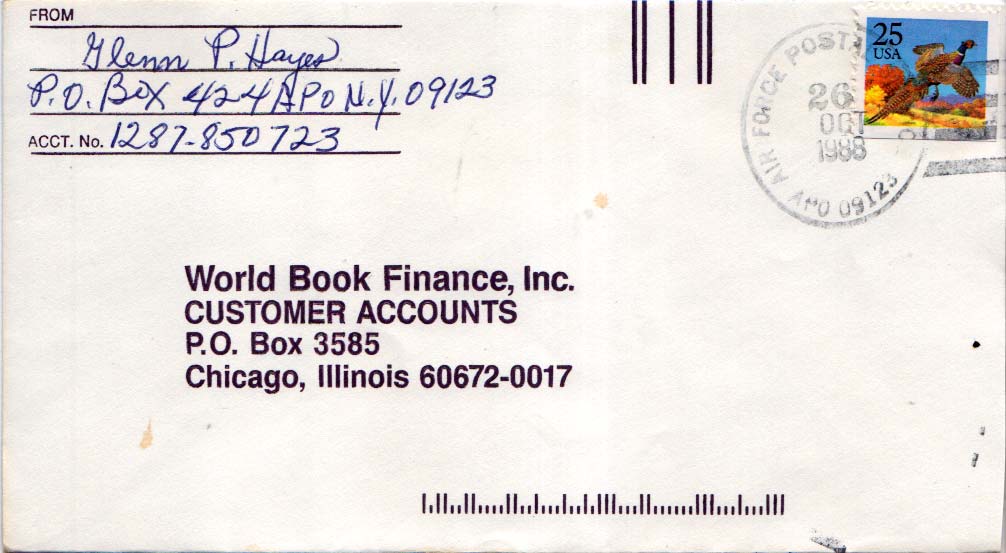 FROM
Glenn P. Hayes
P.O. Box 424 APO N.Y. 09123
ACCT. No. 1287-850723
25
USA
AIR FORCE POSTAL
26
OCT
1988
APO 09123
World Book Finance, Inc.
CUSTOMER ACCOUNTS
P.O. Box 3585
Chicago, Illinois 60672-0017